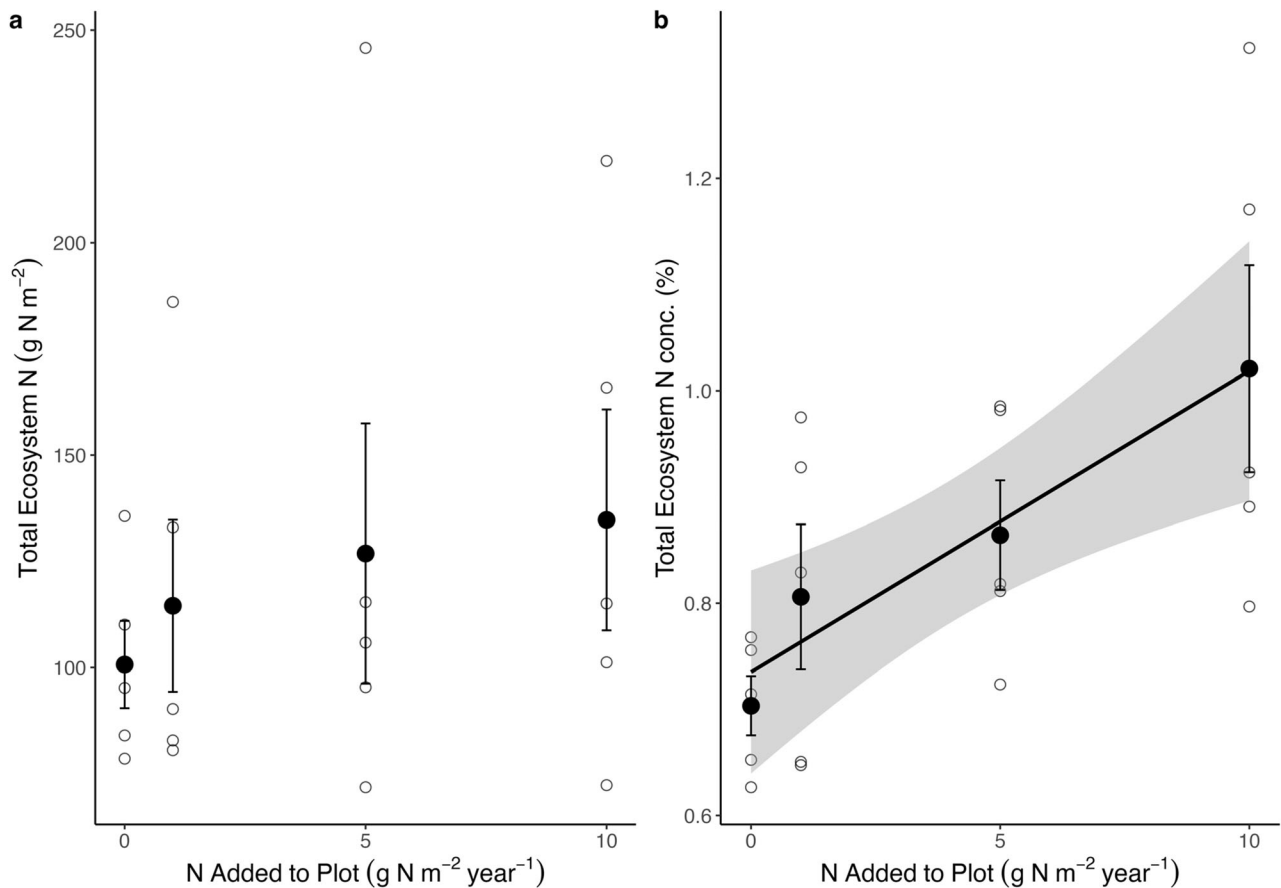 a
250
200
150
100
Total Ecosystem N (g N m⁻²)
0
5
10
N Added to Plot (g N m⁻² year⁻¹)
b
1.2
1.0
0.8
0.6
Total Ecosystem N conc. (%)
0
5
10
N Added to Plot (g N m⁻² year⁻¹)